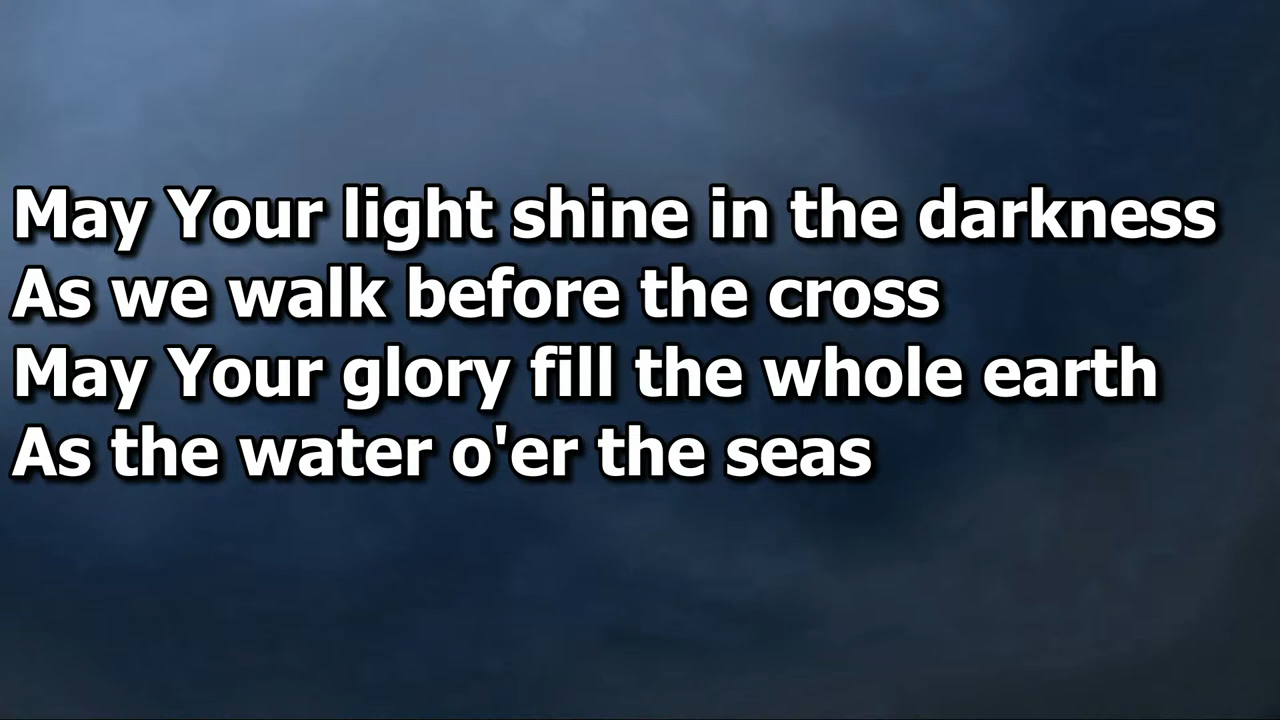 May Your light shine in the darkness
As we walk before the cross
May Your glory fill the whole earth
As the water o'er the seas